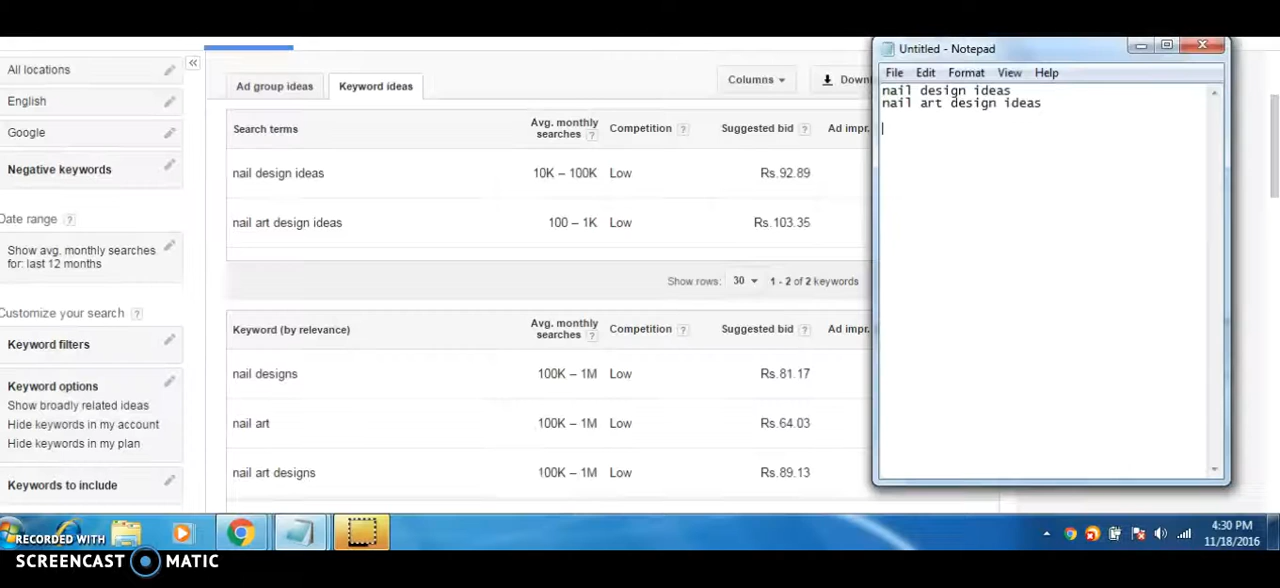 All locations
English
Google
Negative keywords
Date range ?
Show avg. monthly searches
for: last 12 months
Customize your search ?
Keyword filters
Keyword options
Show broadly related ideas
Hide keywords in my account
Hide keywords in my plan
Keywords to include
Ad group ideas
Keyword ideas
Columns
Down
Search terms
Avg. monthly
searches ?
Competition ?
Suggested bid ?
Ad impr.
nail design ideas 10K – 100K Low Rs.92.89
nail art design ideas 100 – 1K Low Rs.103.35
Show rows: 30 1 - 2 of 2 keywords
Keyword (by relevance)
Avg. monthly
searches ?
Competition ?
Suggested bid ?
Ad impr.
nail designs 100K – 1M Low Rs.81.17
nail art 100K – 1M Low Rs.64.03
nail art designs 100K – 1M Low Rs.89.13
Untitled - Notepad
File Edit Format View Help
nail design ideas
nail art design ideas
4:30 PM
11/18/2016
RECORDED WITH
SCREENCAST MATIC